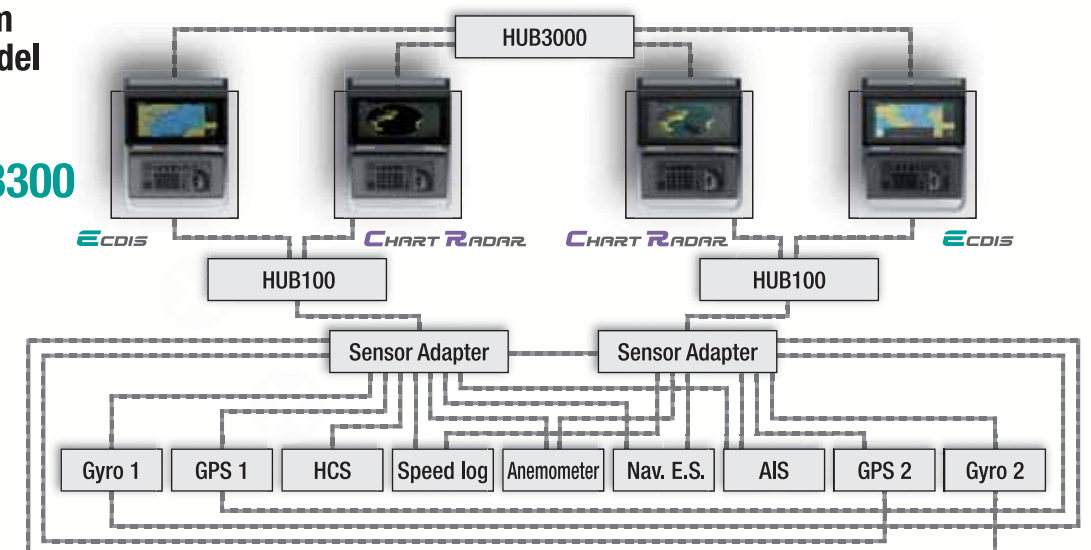 HUB3000
3300
ECDIS
CHART RADAR
CHART RADAR
ECDIS
HUB100
HUB100
Sensor Adapter
Sensor Adapter
Gyro 1
GPS 1
HCS
Speed log
Anemometer
Nav. E.S.
AIS
GPS 2
Gyro 2